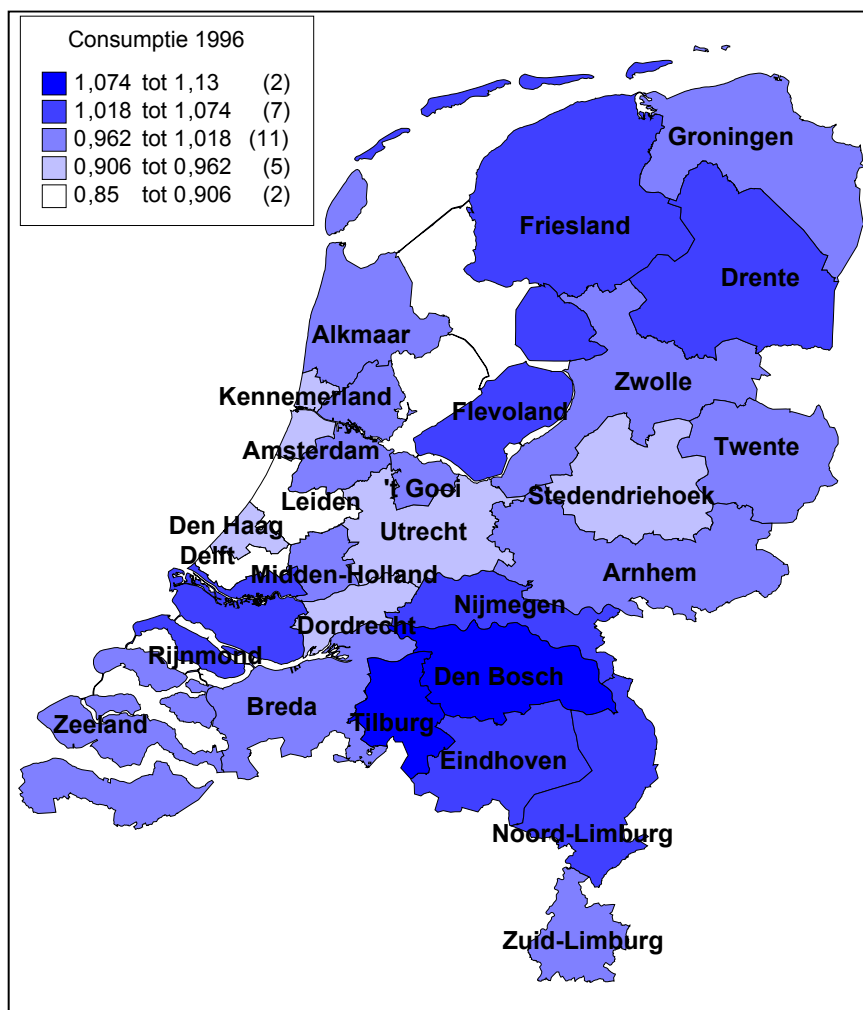 Consumptie 1996
1,074 tot 1,13 (2)
1,018 tot 1,074 (7)
0,962 tot 1,018 (11)
0,906 tot 0,962 (5)
0,85 tot 0,906 (2)
Groningen
Friesland
Drente
Alkmaar
Zwolle
Kennemerland
Flevoland
Twente
Amsterdam
't Gooi
Stedendriehoek
Leiden
Den Haag
Utrecht
Delft
Midden-Holland
Arnhem
Nijmegen
Dordrecht
Rijnmond
Den Bosch
Breda
Zeeland
Tilburg
Eindhoven
Noord-Limburg
Zuid-Limburg